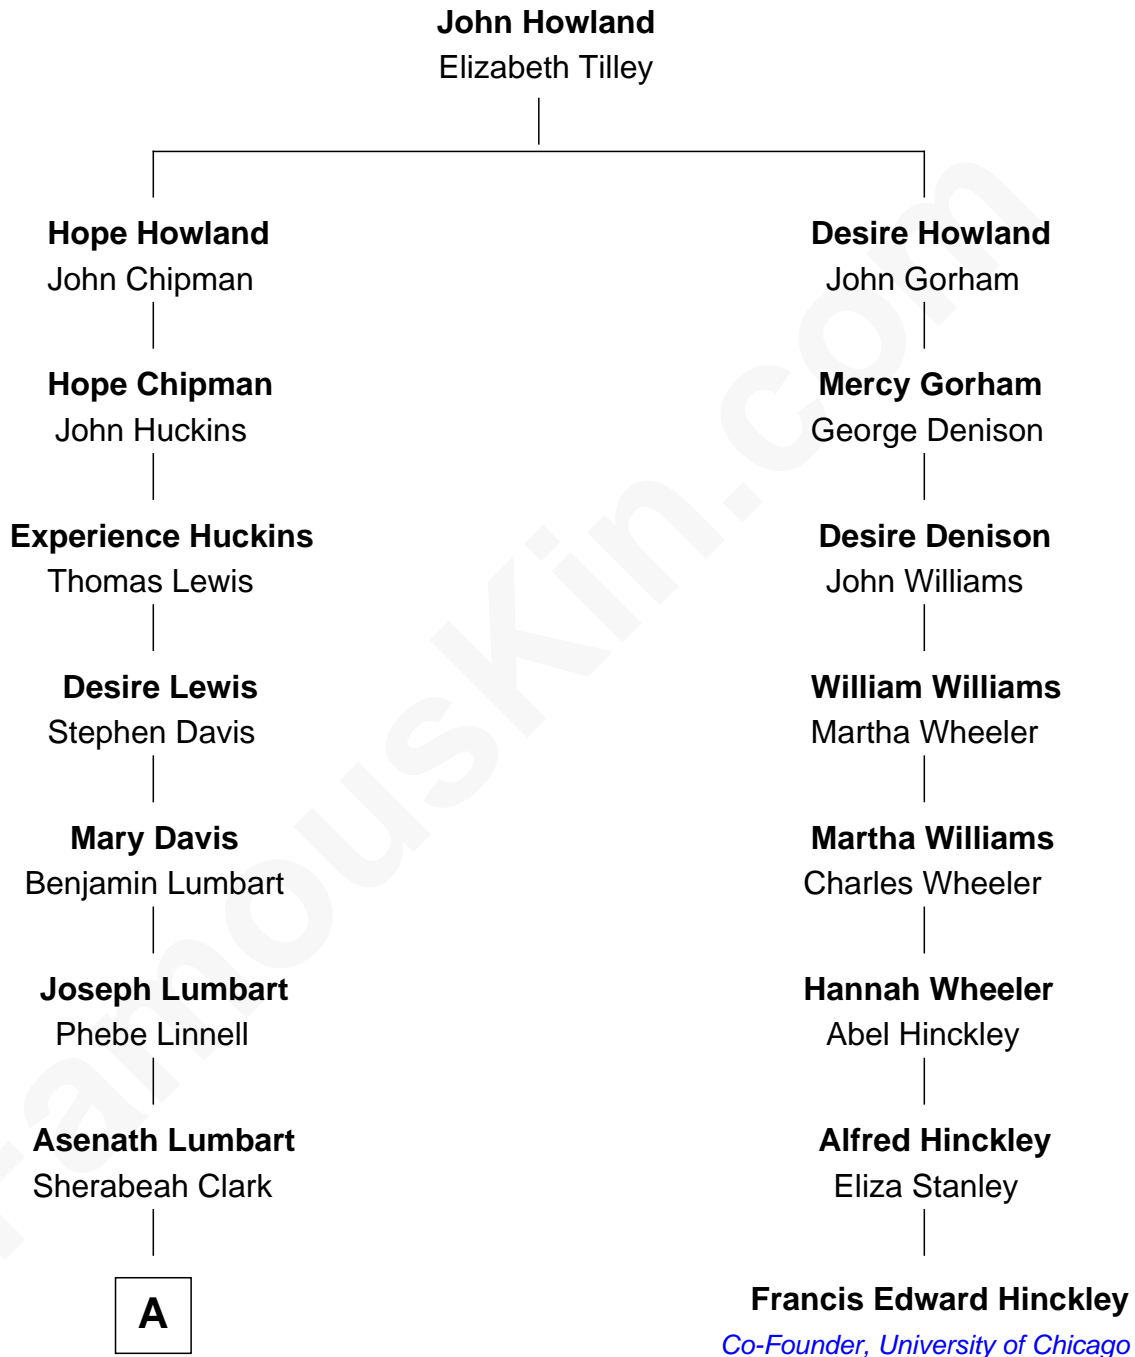 John Howland
Elizabeth Tilley
Hope Howland
John Chipman
Desire Howland
John Gorham
Hope Chipman
John Huckins
Mercy Gorham
George Denison
Experience Huckins
Thomas Lewis
Desire Denison
John Williams
Desire Lewis
Stephen Davis
William Williams
Martha Wheeler
Mary Davis
Benjamin Lumbart
Martha Williams
Charles Wheeler
Joseph Lumbart
Phebe Linnell
Hannah Wheeler
Abel Hinckley
Asenath Lumbart
Sherabeah Clark
Alfred Hinckley
Eliza Stanley
A
Francis Edward Hinckley
Co-Founder, University of Chicago
FamousKin.com